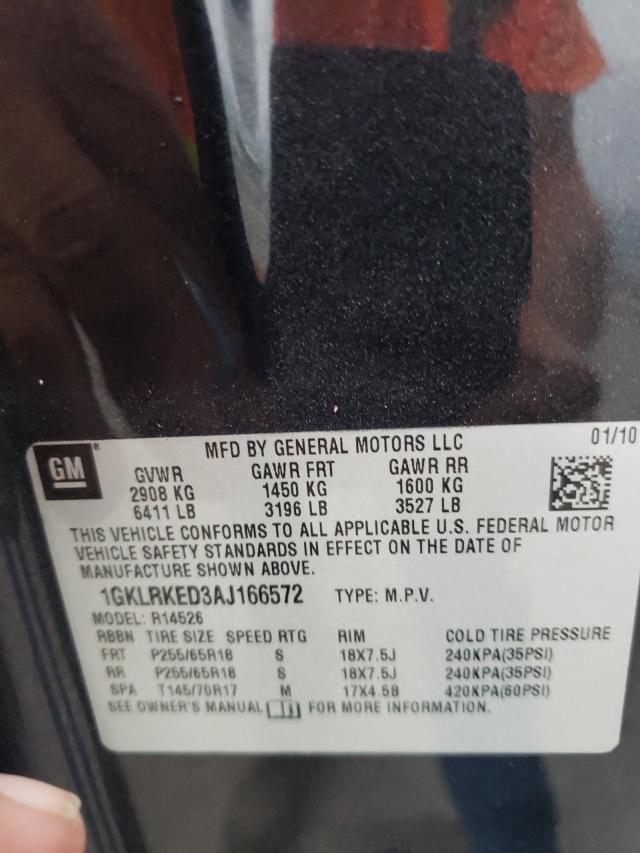 MFD BY GENERAL MOTORS LLC 01/10
GM®
GVWR GAWR FRT GAWR RR
2908 KG 1450 KG 1600 KG
6411 LB 3196 LB 3527 LB
THIS VEHICLE CONFORMS TO ALL APPLICABLE U.S. FEDERAL MOTOR
VEHICLE SAFETY STANDARDS IN EFFECT ON THE DATE OF
MANUFACTURE SHOWN ABOVE.
1GKLRKED3AJ166572 TYPE: M.P.V.
MODEL: R14526
RBBN TIRE SIZE SPEED RTG RIM COLD TIRE PRESSURE
FRT P255/65R18 S 18X7.5J 240KPA(35PSI)
RR P255/65R18 S 18X7.5J 240KPA(35PSI)
SPA T145/70R17 M 17X4.5B 420KPA(60PSI)
SEE OWNER'S MANUAL FOR MORE INFORMATION.